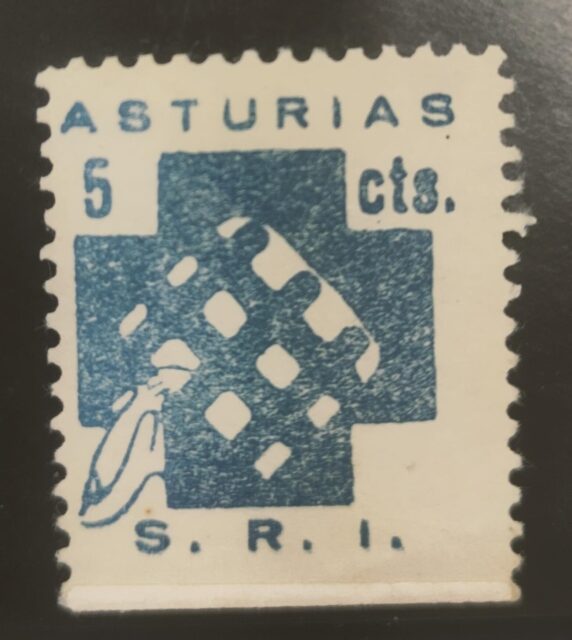 ASTURIAS
5 cts.
S. R. I.